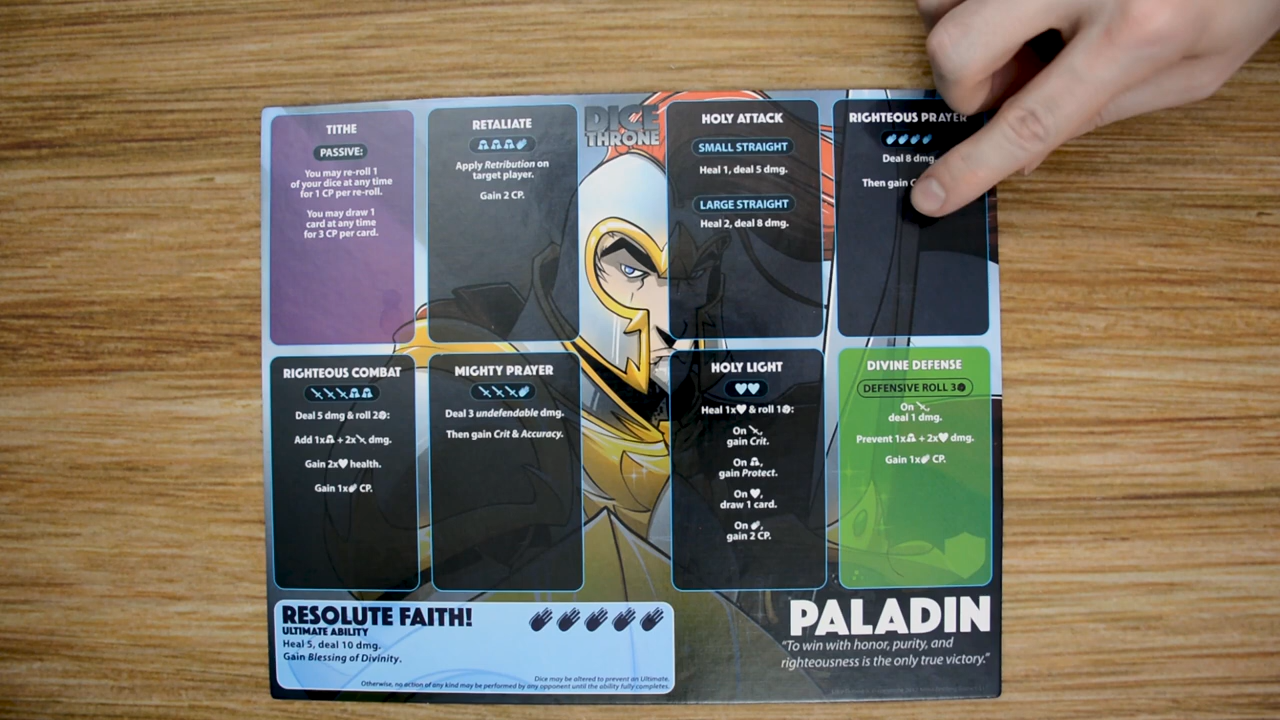 TITHE
PASSIVE:
You may re-roll 1
of your dice at any time
for 1 CP per re-roll.
You may draw 1
card at any time
for 3 CP per card.
RETALIATE
Apply Retribution on
target player.
Gain 2 CP.
DICE
THRONE
HOLY ATTACK
SMALL STRAIGHT
Heal 1, deal 5 dmg.
LARGE STRAIGHT
Heal 2, deal 8 dmg.
RIGHTEOUS PRAYER
Deal 8 dmg.
Then gain
RIGHTEOUS COMBAT
Deal 5 dmg & roll 2:
Add 1x + 2x dmg.
Gain 2x health.
Gain 1x CP.
MIGHTY PRAYER
Deal 3 undefendable dmg.
Then gain Crit & Accuracy.
HOLY LIGHT
Heal 1x & roll 1:
On ,
gain Crit.
On ,
gain Protect.
On ,
draw 1 card.
On ,
gain 2 CP.
DIVINE DEFENSE
DEFENSIVE ROLL 3
On ,
deal 1 dmg.
Prevent 1x + 2x dmg.
Gain 1x CP.
RESOLUTE FAITH!
ULTIMATE ABILITY
Heal 5, deal 10 dmg.
Gain Blessing of Divinity.
Dice may be altered to prevent an Ultimate.
Otherwise, no action of any kind may be performed by any opponent until the ability fully completes.
PALADIN
"To win with honor, purity, and
righteousness is the only true victory."